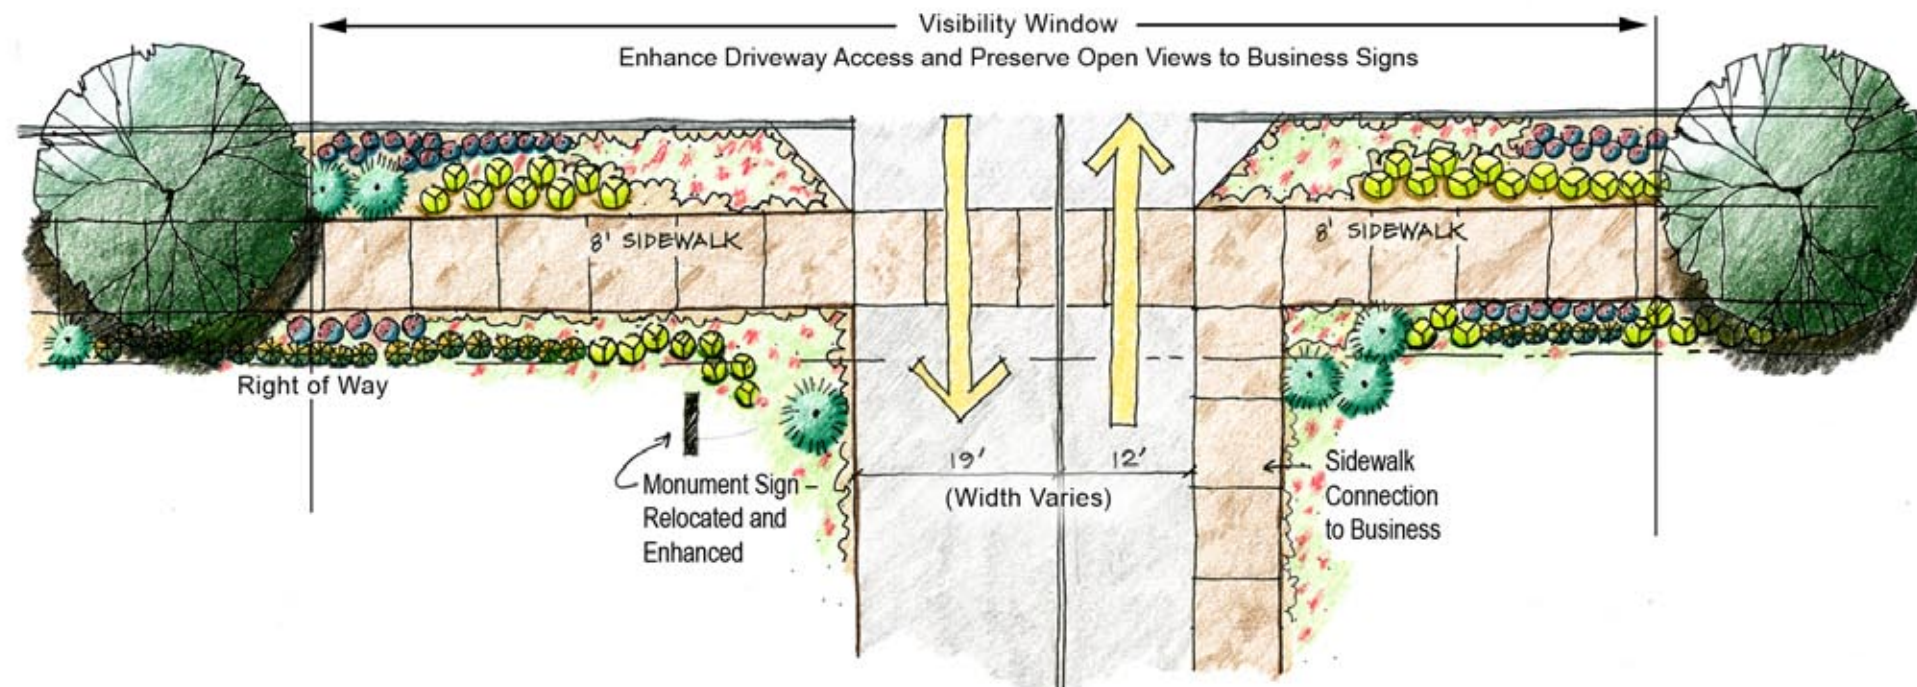 Visibility Window
Enhance Driveway Access and Preserve Open Views to Business Signs
8' SIDEWALK
8' SIDEWALK
Right of Way
19'
12'
(Width Varies)
Monument Sign –
Relocated and
Enhanced
Sidewalk
Connection
to Business